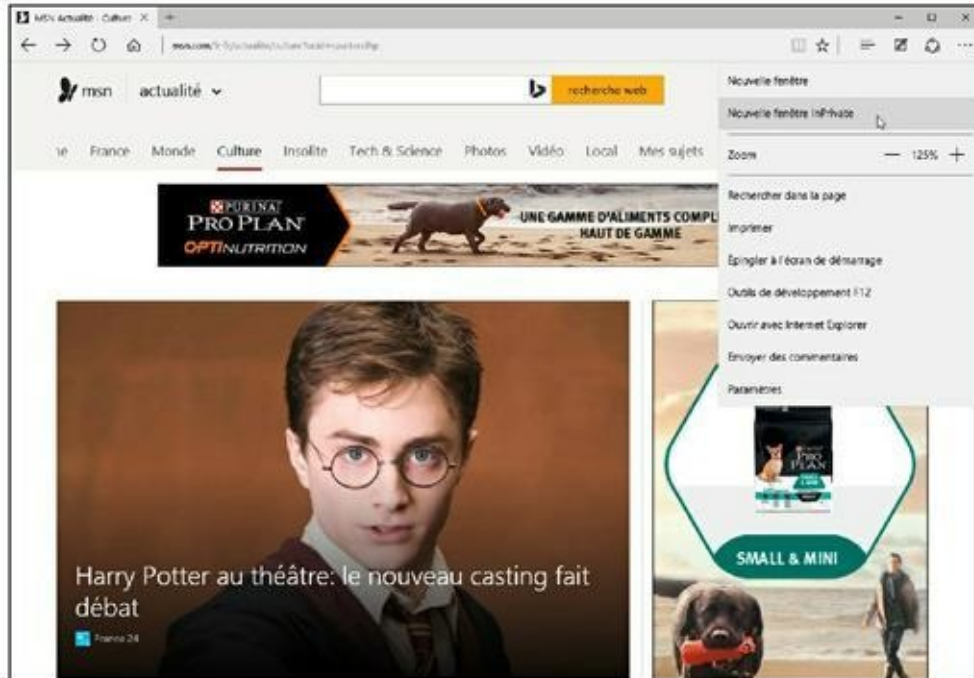 MSN Actualité - Culture
msn actualité
recherche web
France Monde Culture Insolite Tech & Science Photos Vidéo Local Mes sujets
PURINA
PRO PLAN
OPTINUTRITION
UNE GAMME D'ALIMENTS COMPL
HAUT DE GAMME
Nouvelle fenêtre
Nouvelle fenêtre InPrivate
Zoom 125%
Rechercher dans la page
Imprimer
Épingler à l'écran de démarrage
Outils de développement F12
Ouvrir avec Internet Explorer
Envoyer des commentaires
Paramètres
Harry Potter au théâtre: le nouveau casting fait
débat
France 24
PRO
PLAN
SMALL & MINI